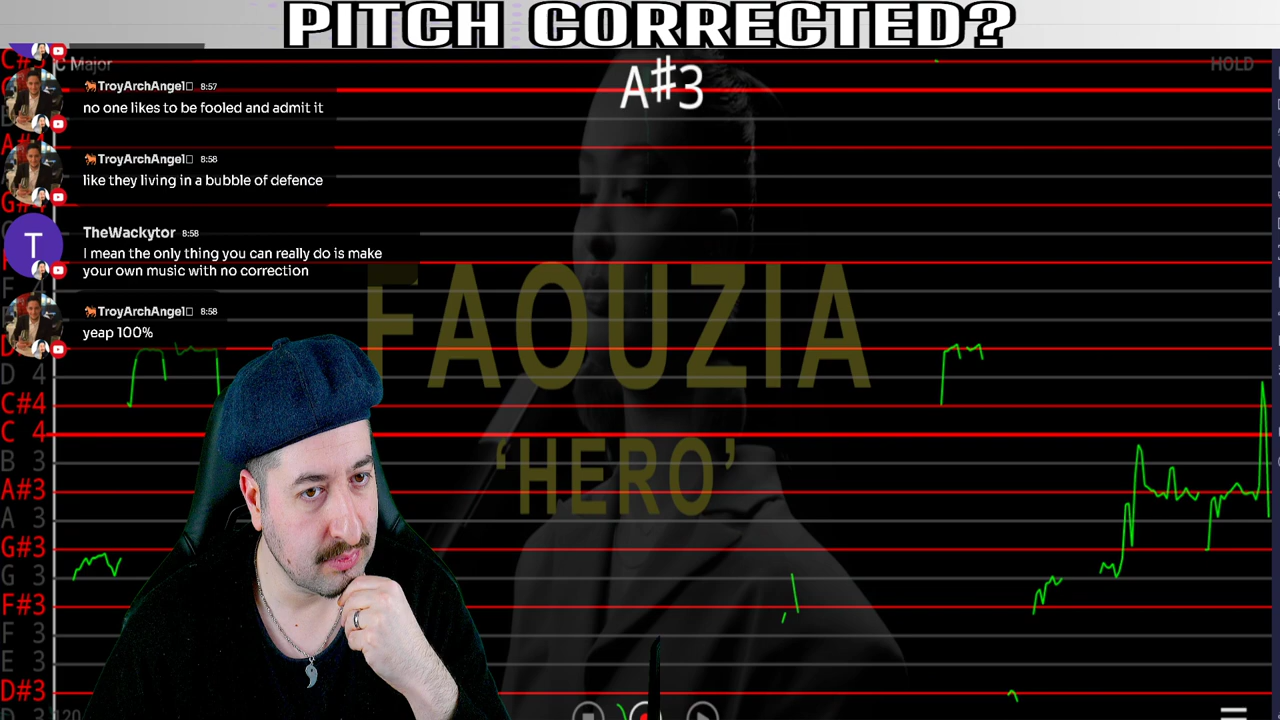 PITCH CORRECTED?
C Major
HOLD
A#3
🐴TroyArchAngel 8:57
no one likes to be fooled and admit it
🐴TroyArchAngel 8:58
like they living in a bubble of defence
T
TheWackytor 8:58
I mean the only thing you can really do is make
your own music with no correction
🐴TroyArchAngel 8:58
yeap 100%
FAOUZIA
'HERO'
D 4
C#4
C 4
B 3
A#3
A 3
G#3
G 3
F#3
F 3
E 3
D#3
D 3
120